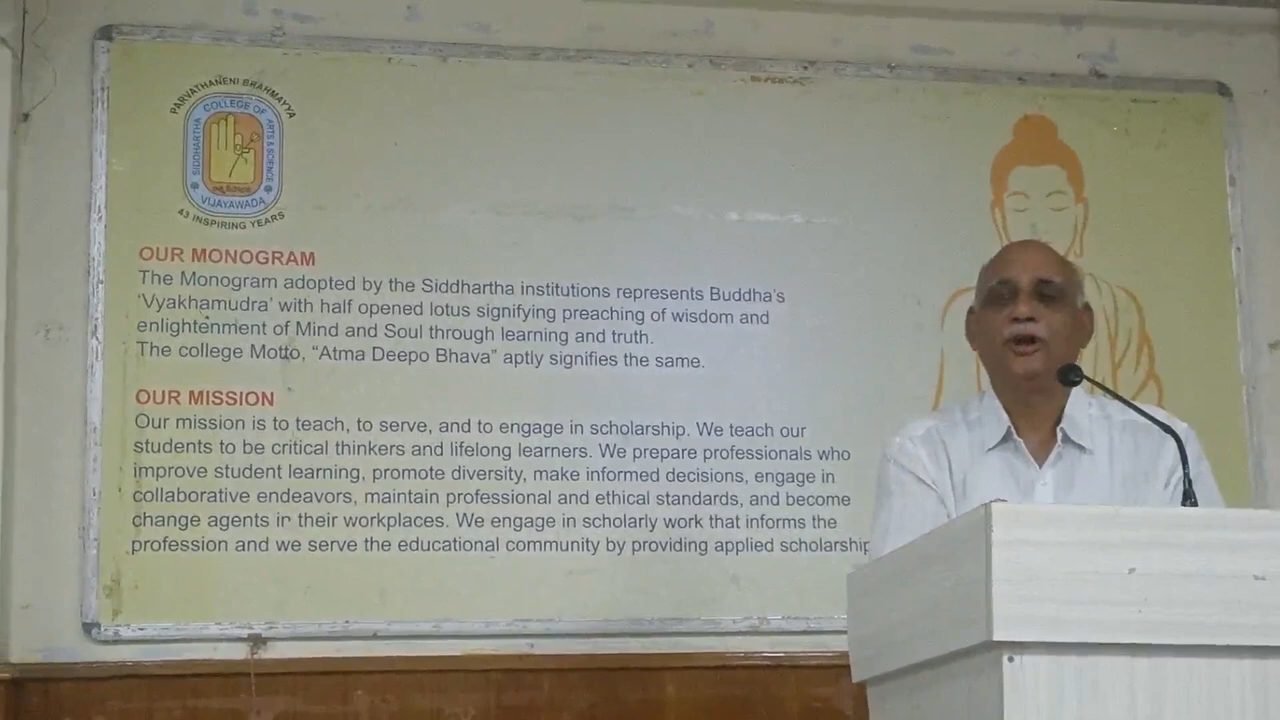 PARVATHANENI BRAHMAYYA
SIDDHARTHA COLLEGE OF ARTS & SCIENCE
VIJAYAWADA
43 INSPIRING YEARS
OUR MONOGRAM
The Monogram adopted by the Siddhartha institutions represents Buddha's
'Vyakhamudra' with half opened lotus signifying preaching of wisdom and
enlightenment of Mind and Soul through learning and truth.
The college Motto, “Atma Deepo Bhava” aptly signifies the same.
OUR MISSION
Our mission is to teach, to serve, and to engage in scholarship. We teach our
students to be critical thinkers and lifelong learners. We prepare professionals who
improve student learning, promote diversity, make informed decisions, engage in
collaborative endeavors, maintain professional and ethical standards, and become
change agents in their workplaces. We engage in scholarly work that informs the
profession and we serve the educational community by providing applied scholarship